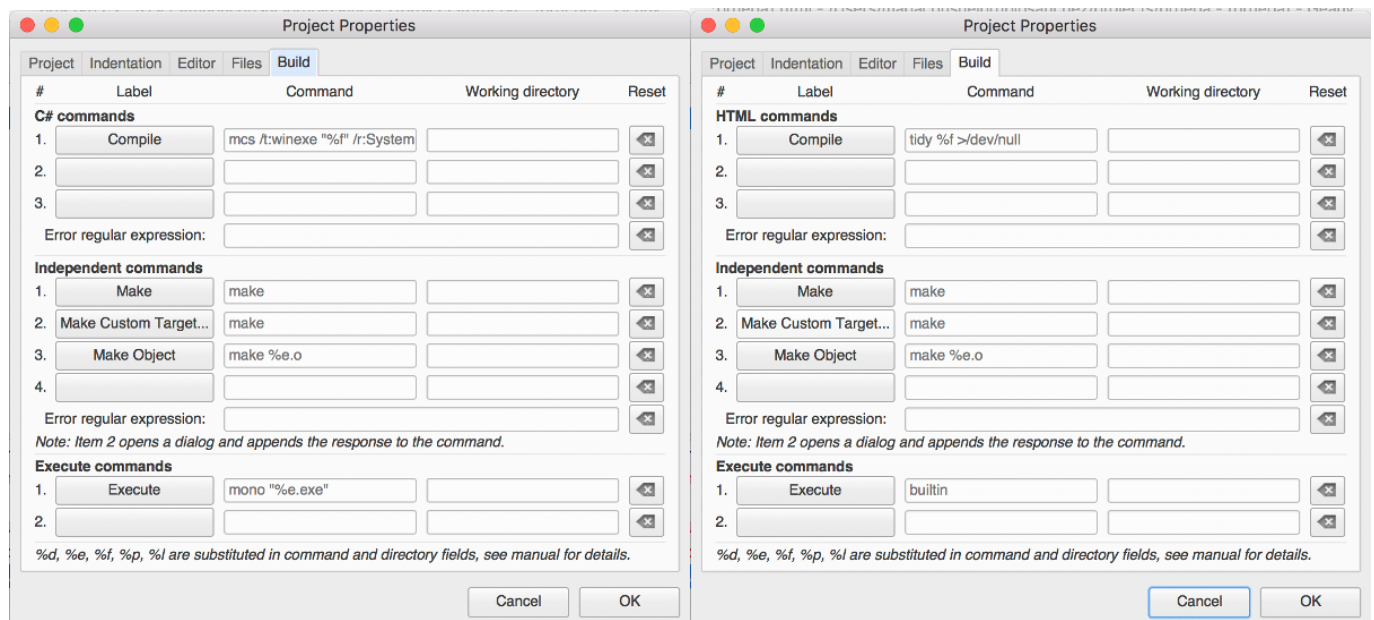 Project Properties
Project Indentation Editor Files Build
# Label Command Working directory Reset
C# commands
1. Compile mcs /t:winexe "%f" /r:System
2.
3.
Error regular expression:
Independent commands
1. Make make
2. Make Custom Target... make
3. Make Object make %e.o
4.
Error regular expression:
Note: Item 2 opens a dialog and appends the response to the command.
Execute commands
1. Execute mono "%e.exe"
2.
%d, %e, %f, %p, %l are substituted in command and directory fields, see manual for details.
Cancel OK
Project Properties
Project Indentation Editor Files Build
# Label Command Working directory Reset
HTML commands
1. Compile tidy %f >/dev/null
2.
3.
Error regular expression:
Independent commands
1. Make make
2. Make Custom Target... make
3. Make Object make %e.o
4.
Error regular expression:
Note: Item 2 opens a dialog and appends the response to the command.
Execute commands
1. Execute builtin
2.
%d, %e, %f, %p, %l are substituted in command and directory fields, see manual for details.
Cancel OK